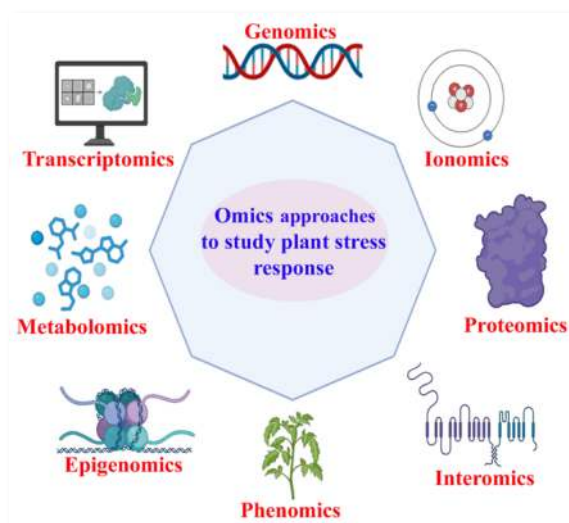 Genomics
Transcriptomics
Ionomics
Omics approaches
to study plant stress
response
Metabolomics
Proteomics
Epigenomics
Interomics
Phenomics